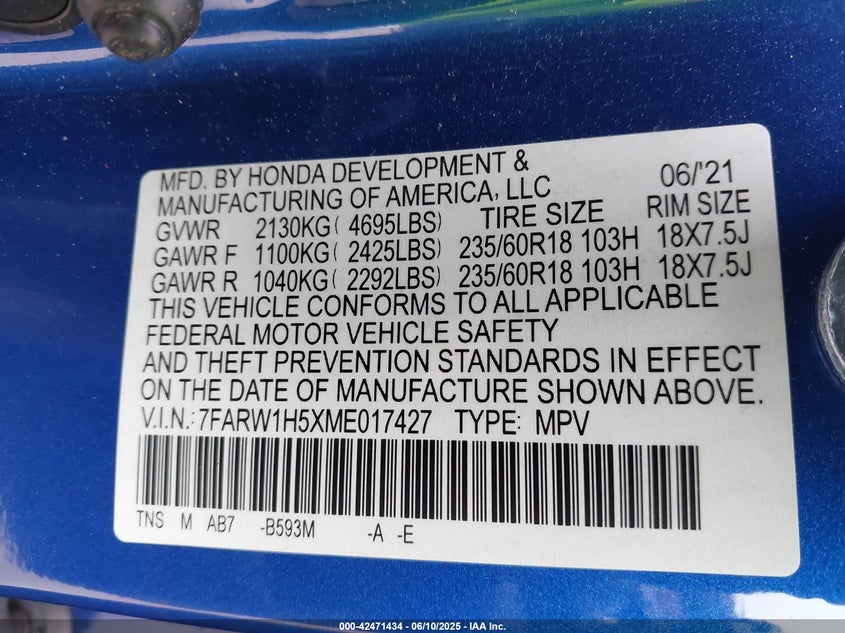 MFD. BY HONDA DEVELOPMENT & 06/'21
MANUFACTURING OF AMERICA, LLC
GVWR 2130KG( 4695LBS) TIRE SIZE RIM SIZE
GAWR F 1100KG( 2425LBS) 235/60R18 103H 18X7.5J
GAWR R 1040KG( 2292LBS) 235/60R18 103H 18X7.5J
THIS VEHICLE CONFORMS TO ALL APPLICABLE
FEDERAL MOTOR VEHICLE SAFETY
AND THEFT PREVENTION STANDARDS IN EFFECT
ON THE DATE OF MANUFACTURE SHOWN ABOVE.
V.I.N.: 7FARW1H5XME017427 TYPE: MPV
TNS M AB7 -B593M -A -E
000-42471434 - 06/10/2025 - IAA Inc.